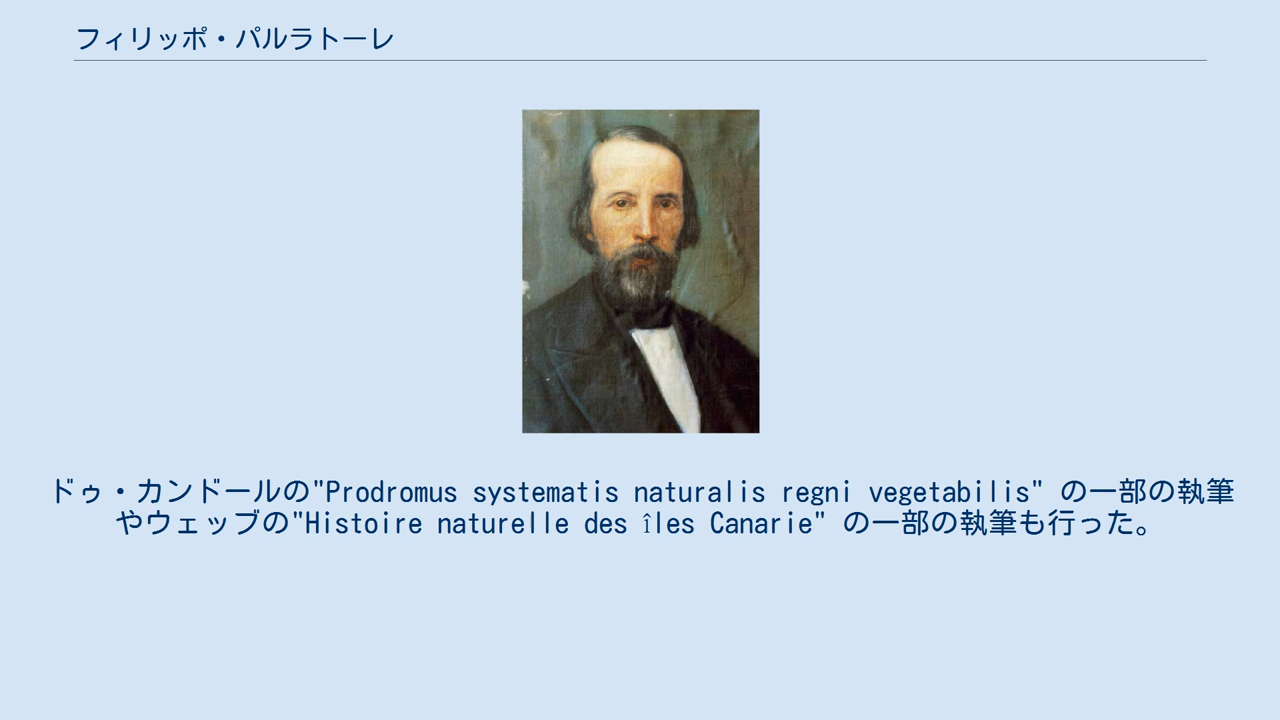 フィリッポ・パルラトーレ
ドゥ・カンドールの"Prodromus systematis naturalis regni vegetabilis" の一部の執筆
やウェッブの"Histoire naturelle des îles Canarie" の一部の執筆も行った。